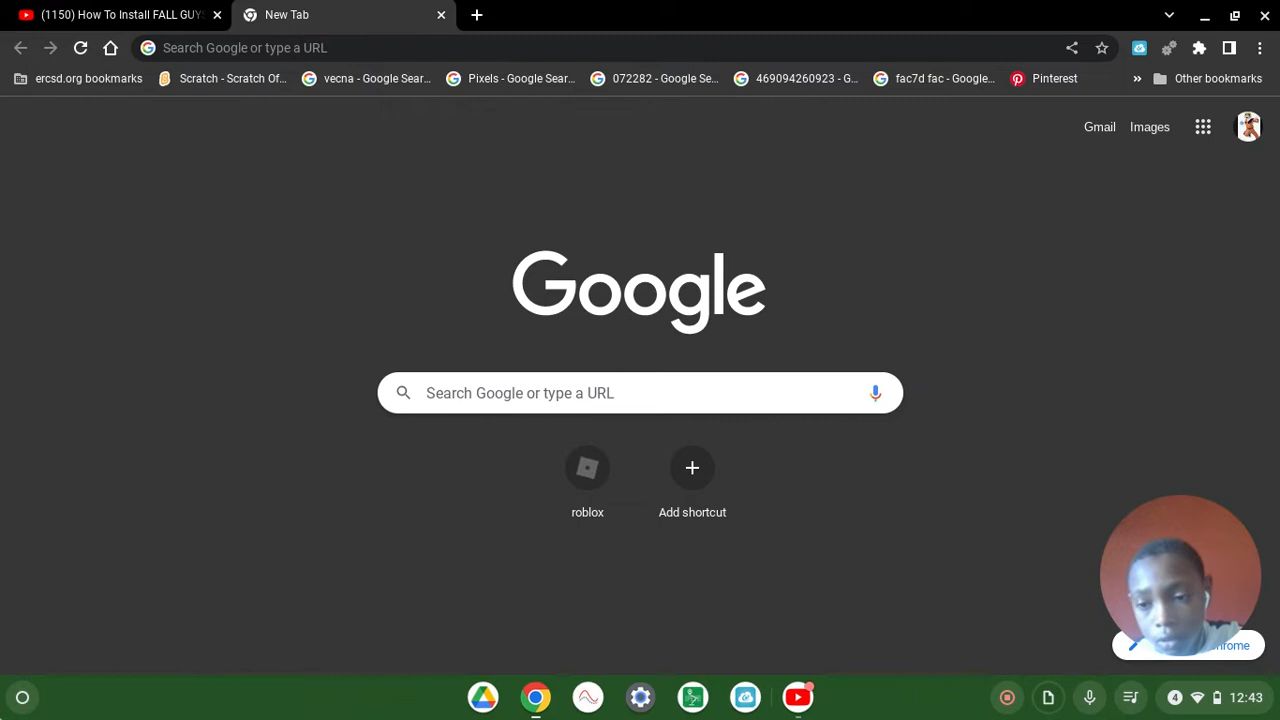 (1150) How To Install FALL GUYS
New Tab
Search Google or type a URL
ercsd.org bookmarks
Scratch - Scratch Of...
vecna - Google Sear...
Pixels - Google Sear...
072282 - Google Se...
469094260923 - G...
fac7d fac - Google...
Pinterest
»
Other bookmarks
Gmail
Images
Google
Search Google or type a URL
roblox
Add shortcut
4
12:43